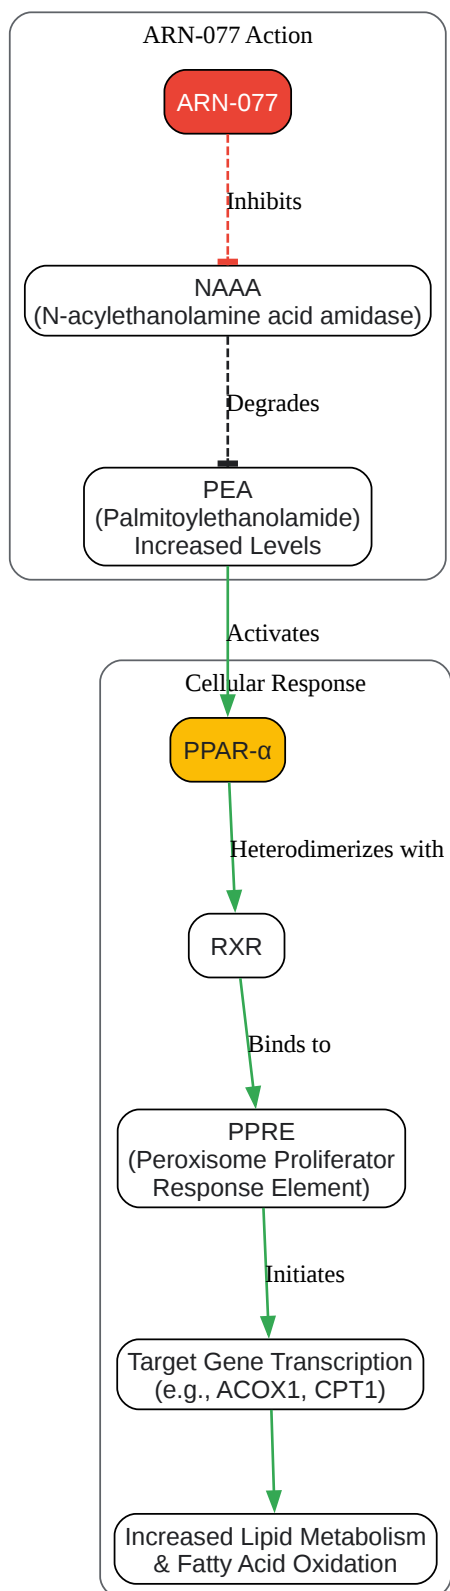 ARN-077 Action
ARN-077
Inhibits
NAAA
(N-acylethanolamine acid amidase)
Degrades
PEA
(Palmitoylethanolamide)
Increased Levels
Activates
Cellular Response
PPAR-α
Heterodimerizes with
RXR
Binds to
PPRE
(Peroxisome Proliferator
Response Element)
Initiates
Target Gene Transcription
(e.g., ACOX1, CPT1)
Increased Lipid Metabolism
& Fatty Acid Oxidation